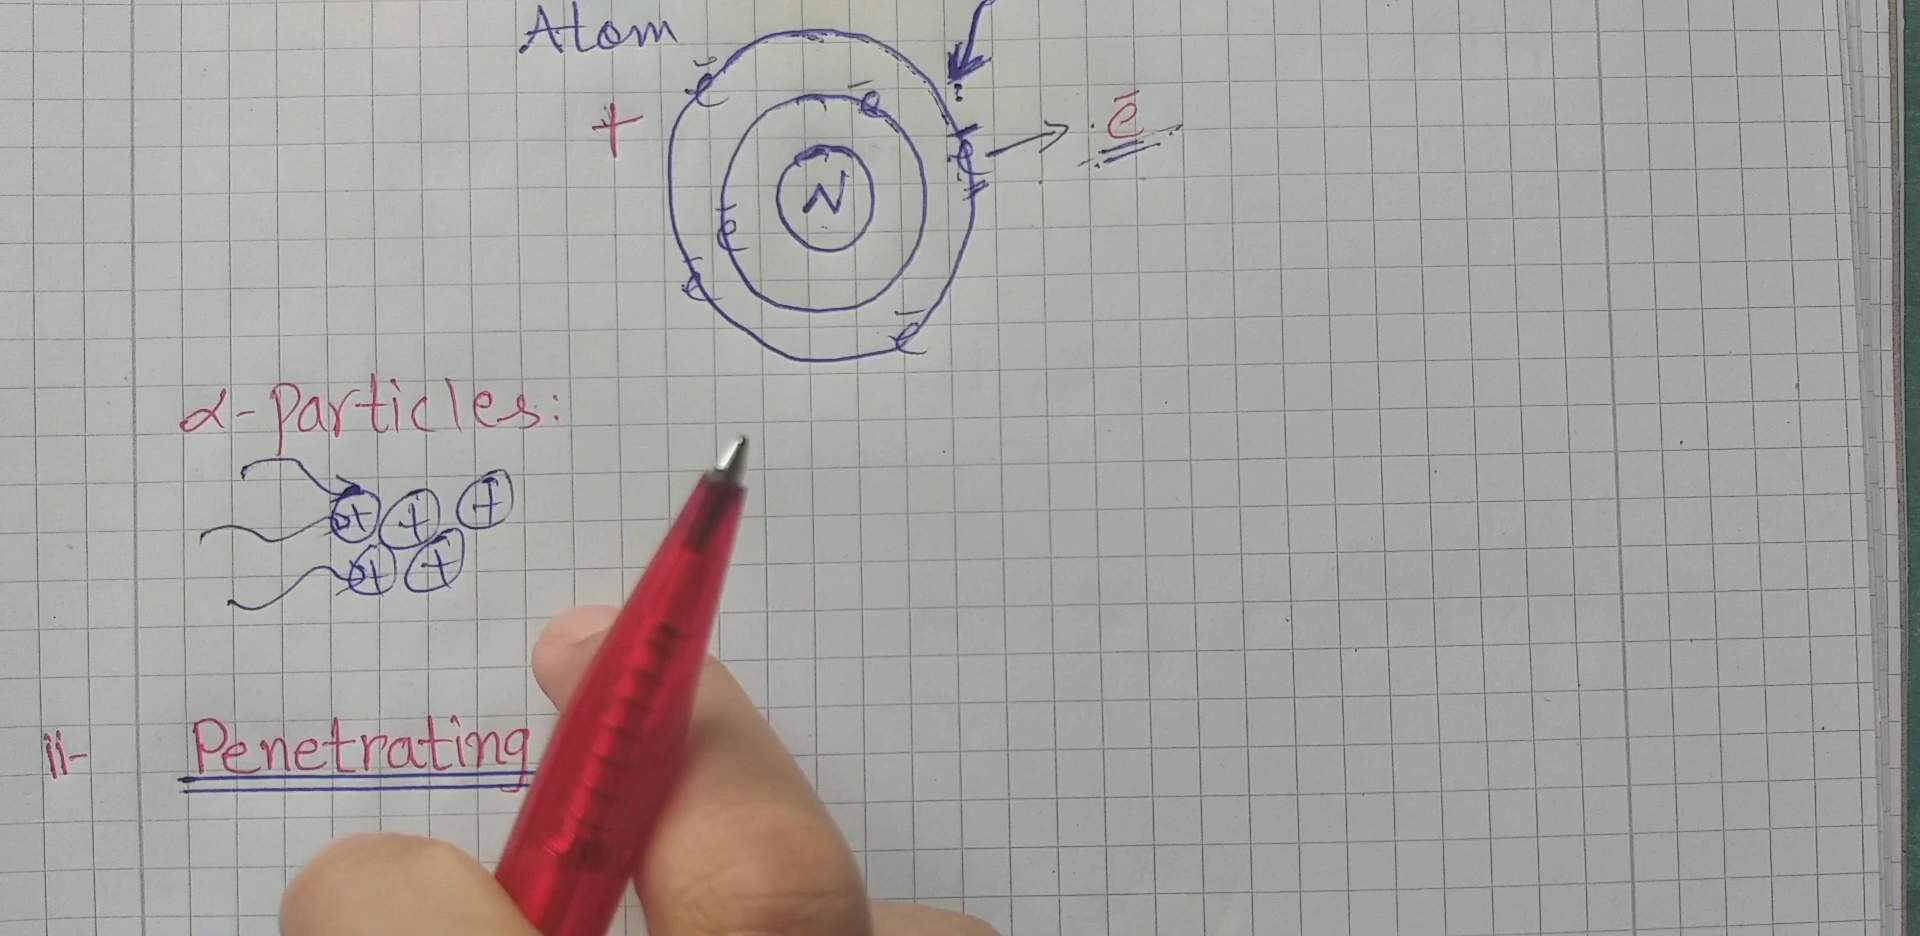 Atom
+
e⁻ e⁻ e⁻ → e⁻
N
e⁻
e⁻ e⁻
α-Particles:
α+ + +
α+ +
ii- Penetrating